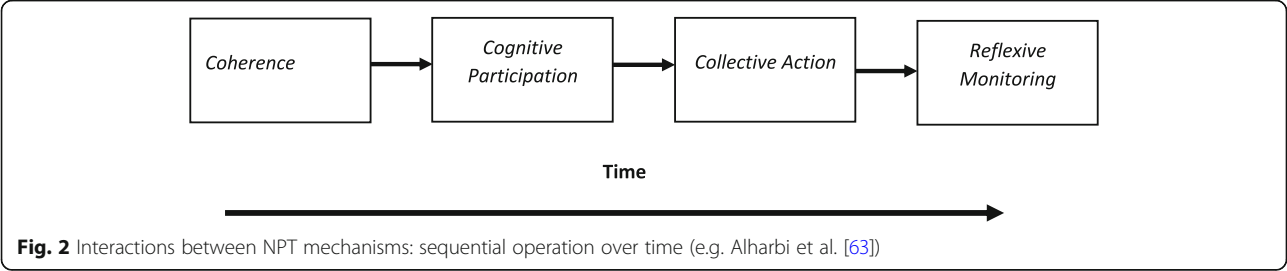 Coherence
Cognitive
Participation
Collective Action
Reflexive
Monitoring
Time
Fig. 2 Interactions between NPT mechanisms: sequential operation over time (e.g. Alharbi et al. [63])